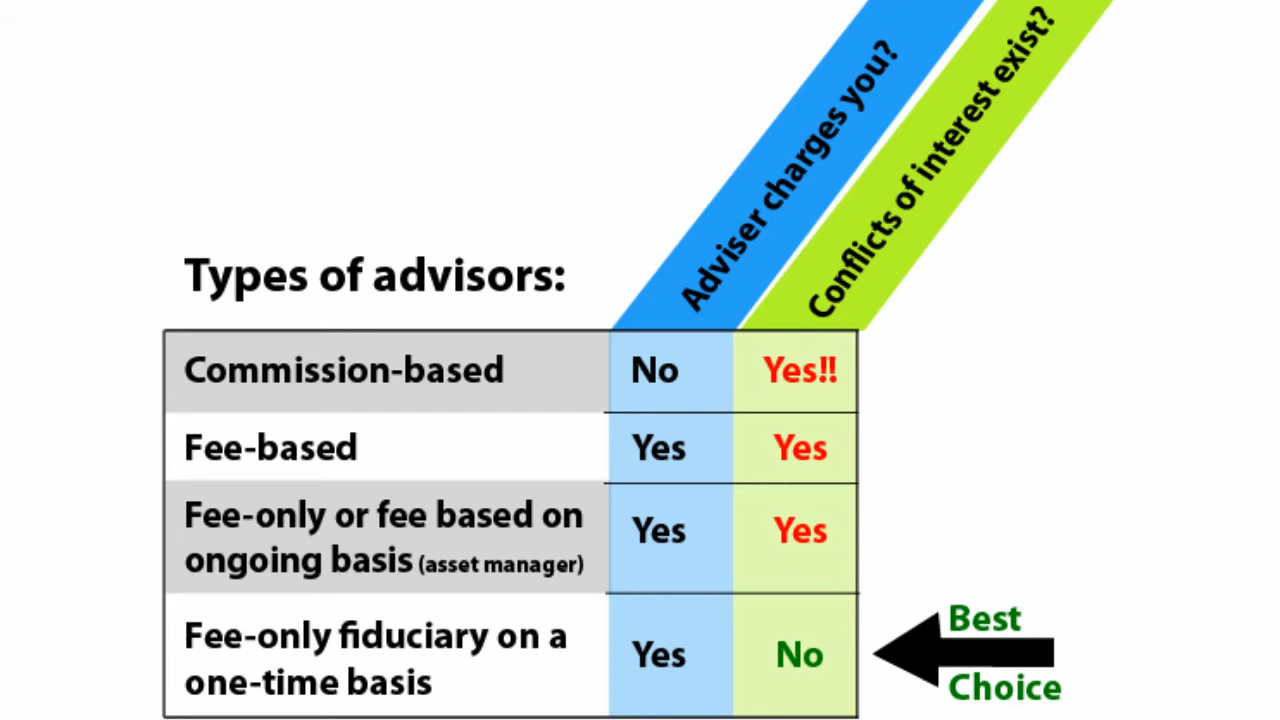 Adviser charges you?
Conflicts of interest exist?
Types of advisors:
Commission-based No Yes!!
Fee-based Yes Yes
Fee-only or fee based on
ongoing basis (asset manager) Yes Yes
Fee-only fiduciary on a
one-time basis Yes No
Best
Choice